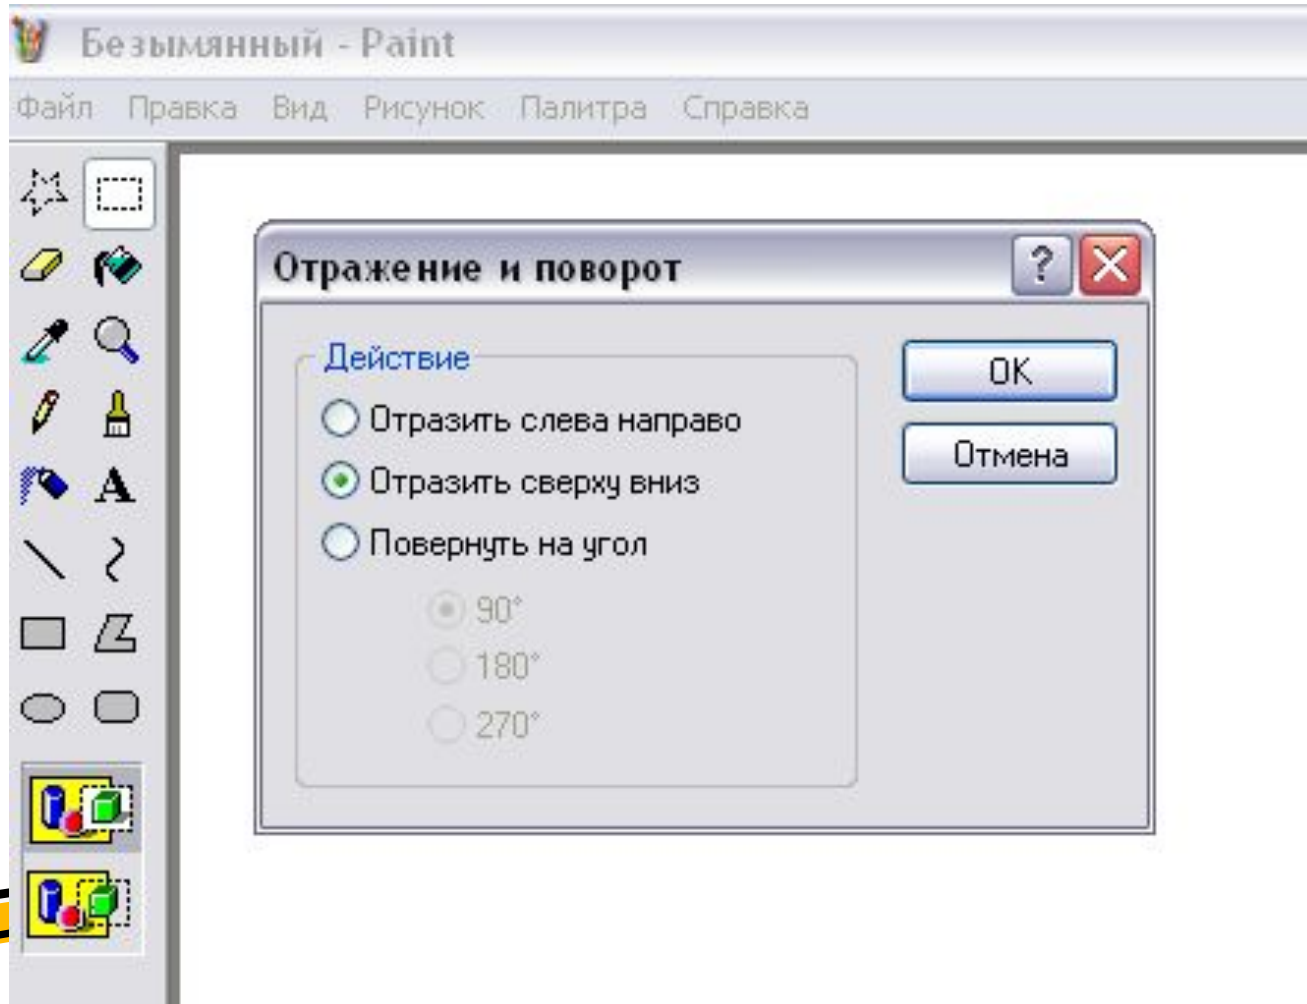 Безымянный - Paint
Файл Правка Вид Рисунок Палитра Справка
Отражение и поворот
?
Действие
Отразить слева направо
Отразить сверху вниз
Повернуть на угол
90°
180°
270°
OK
Отмена
A